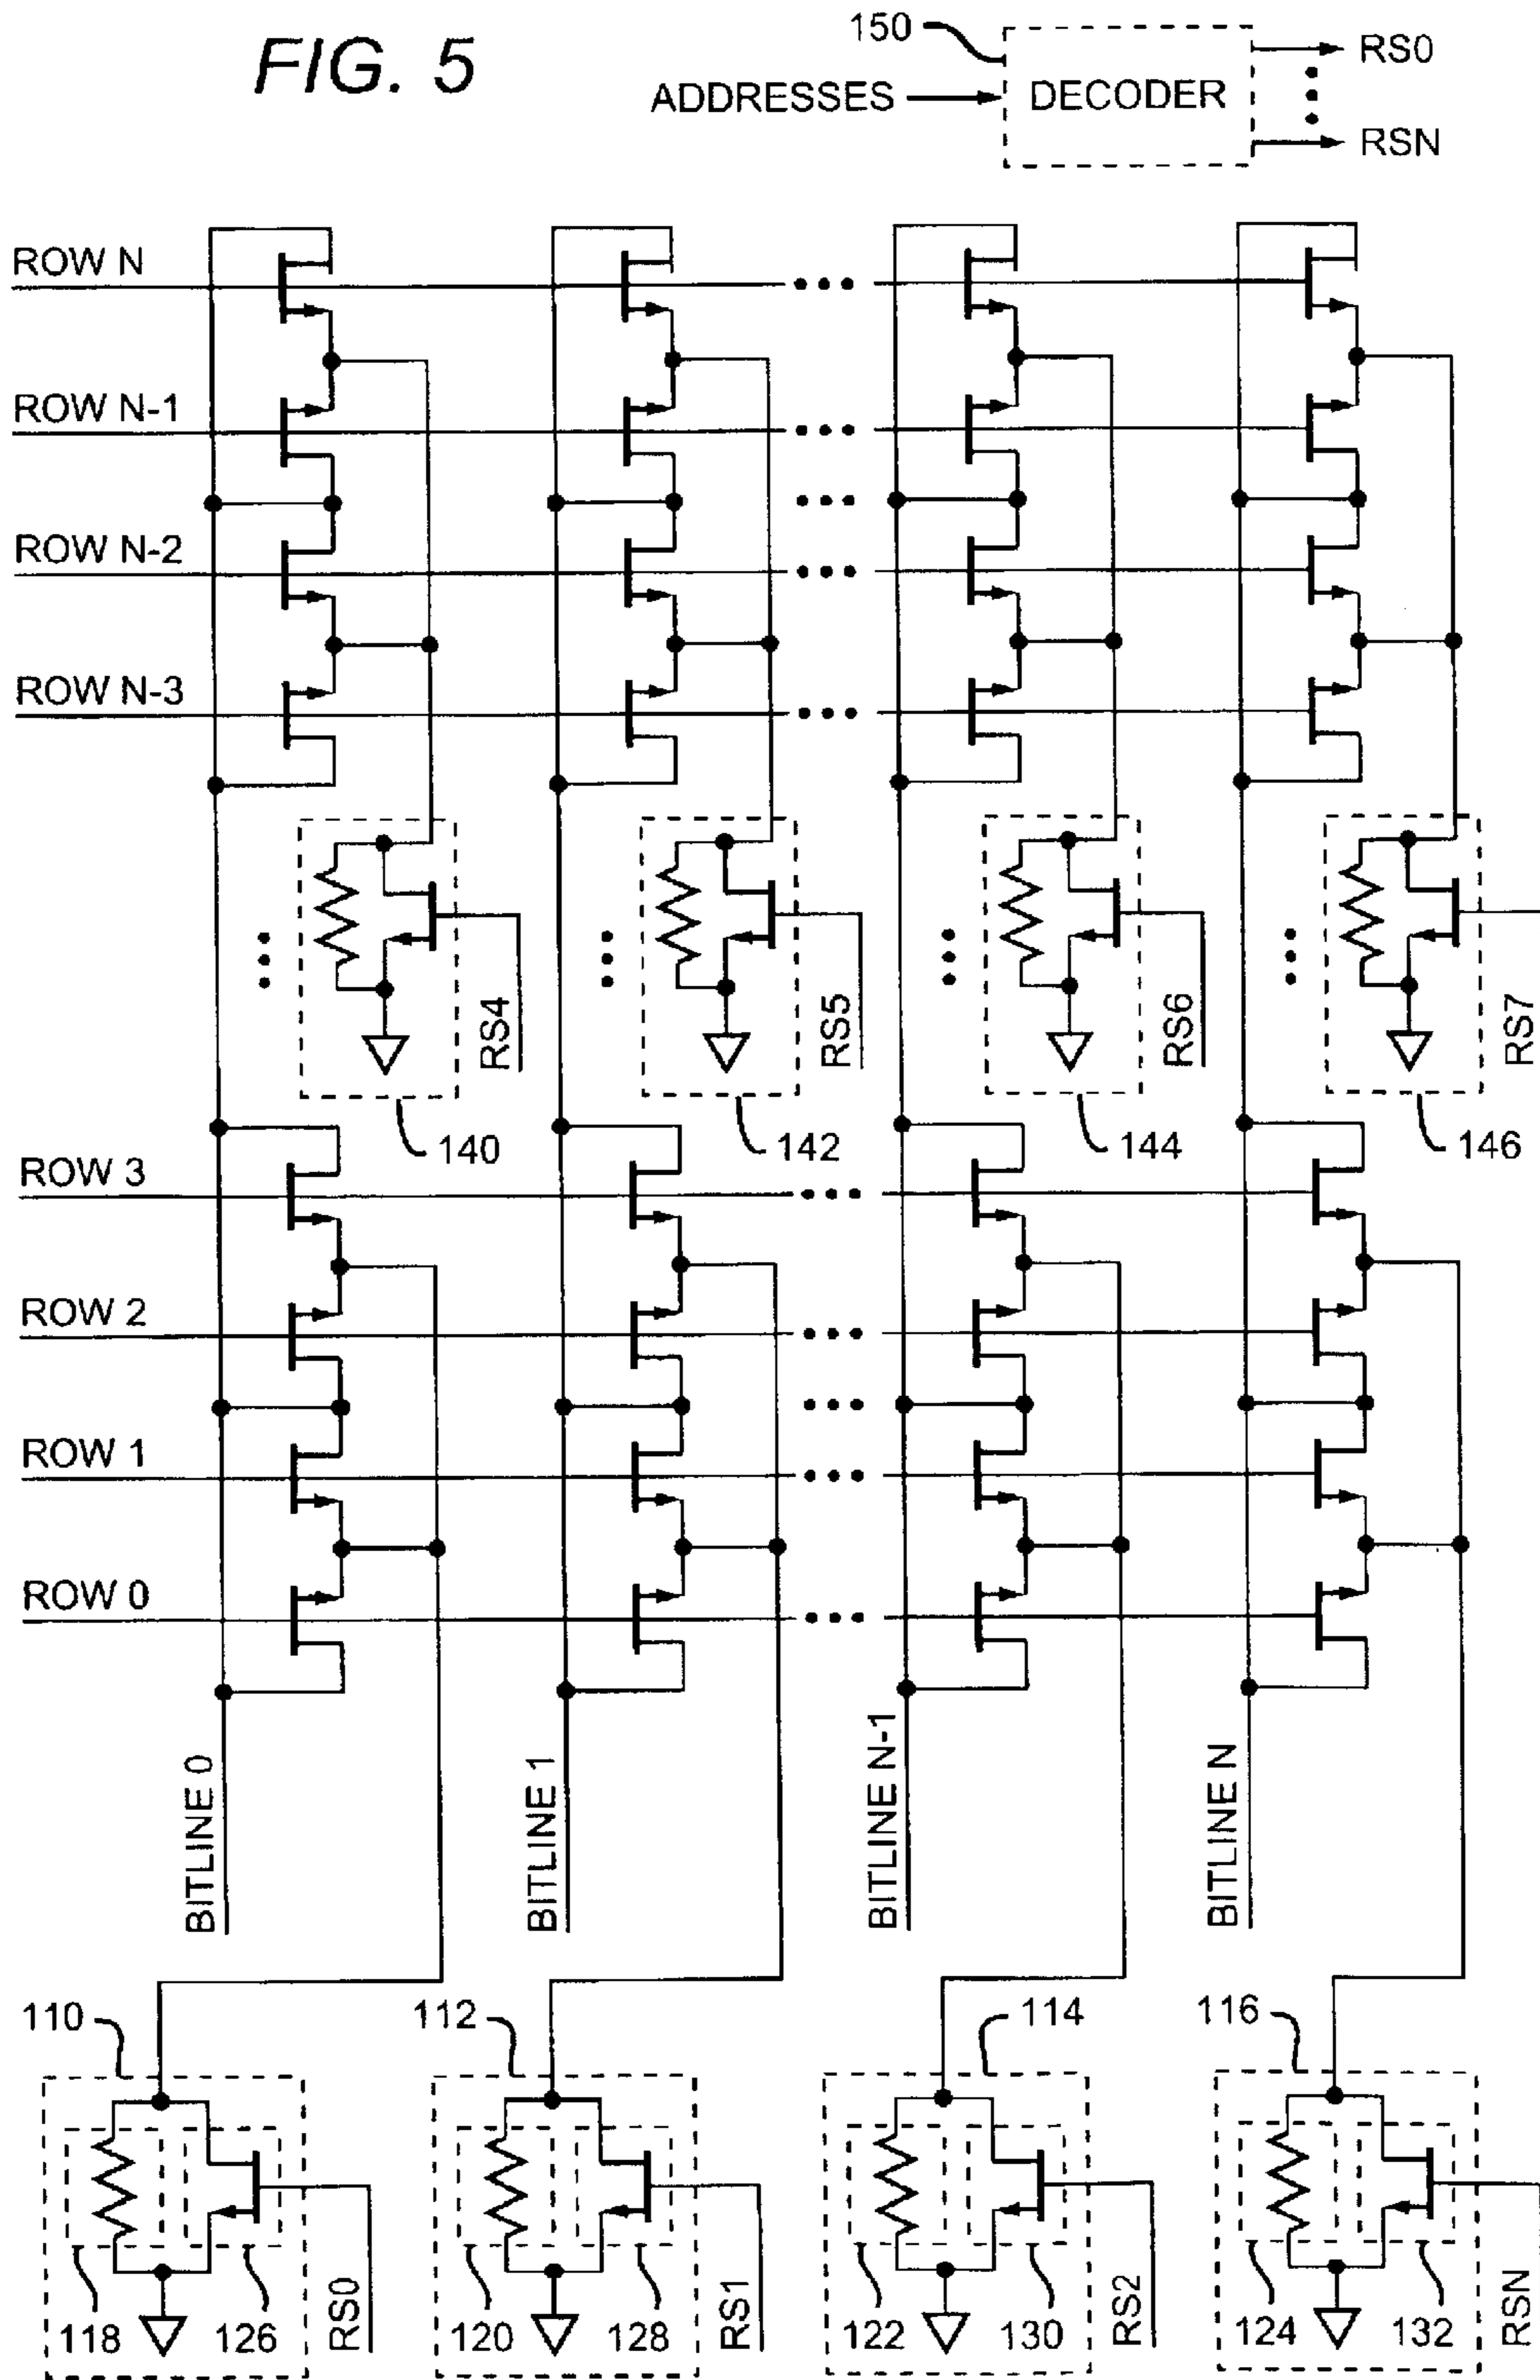 FIG. 5
150
RS0
ADDRESSES
DECODER
RSN
ROW N
ROW N-1
ROW N-2
ROW N-3
RS4
RS5
RS6
RS7
140
142
144
146
ROW 3
ROW 2
ROW 1
ROW 0
BITLINE 0
BITLINE 1
BITLINE N-1
BITLINE N
110
112
114
116
118
126
RS0
120
128
RS1
122
130
RS2
124
132
RSN